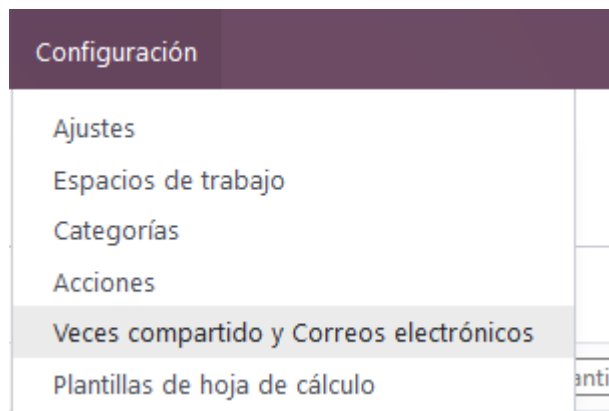 Configuración
Ajustes
Espacios de trabajo
Categorías
Acciones
Veces compartido y Correos electrónicos
Plantillas de hoja de cálculo